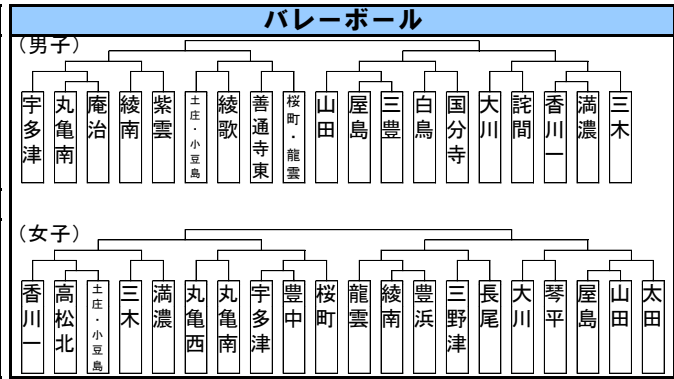 バレーボール
（男子）
宇多津
丸亀南
庵治
綾南
紫雲
土庄・小豆島
綾歌
善通寺東
桜町・龍雲
山田
屋島
三豊
白鳥
国分寺
大川
詫間
香川一
満濃
三木
（女子）
香川一
高松北
土庄・小豆島
三木
満濃
丸亀西
丸亀南
宇多津
豊中
桜町
龍雲
綾南
豊浜
三野津
長尾
大川
琴平
屋島
山田
太田